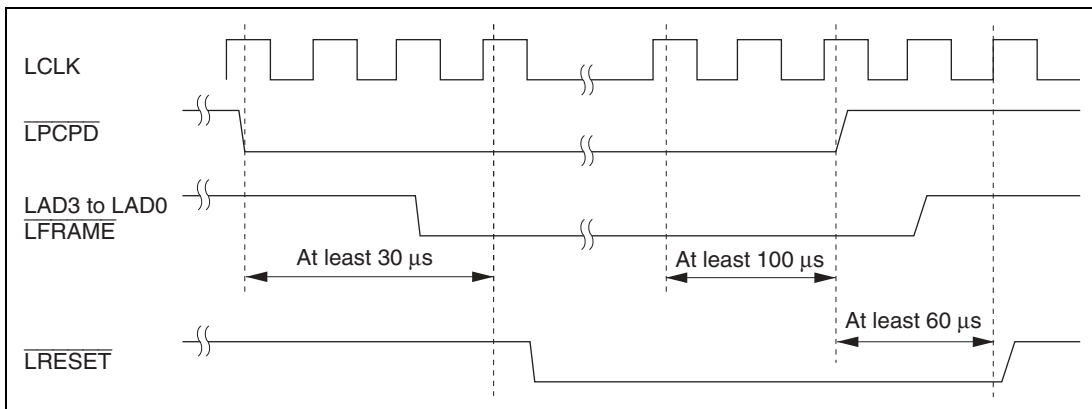 LCLK
LPCPD
LAD3 to LAD0
LFRAME
At least 30 μs
At least 100 μs
At least 60 μs
LRESET